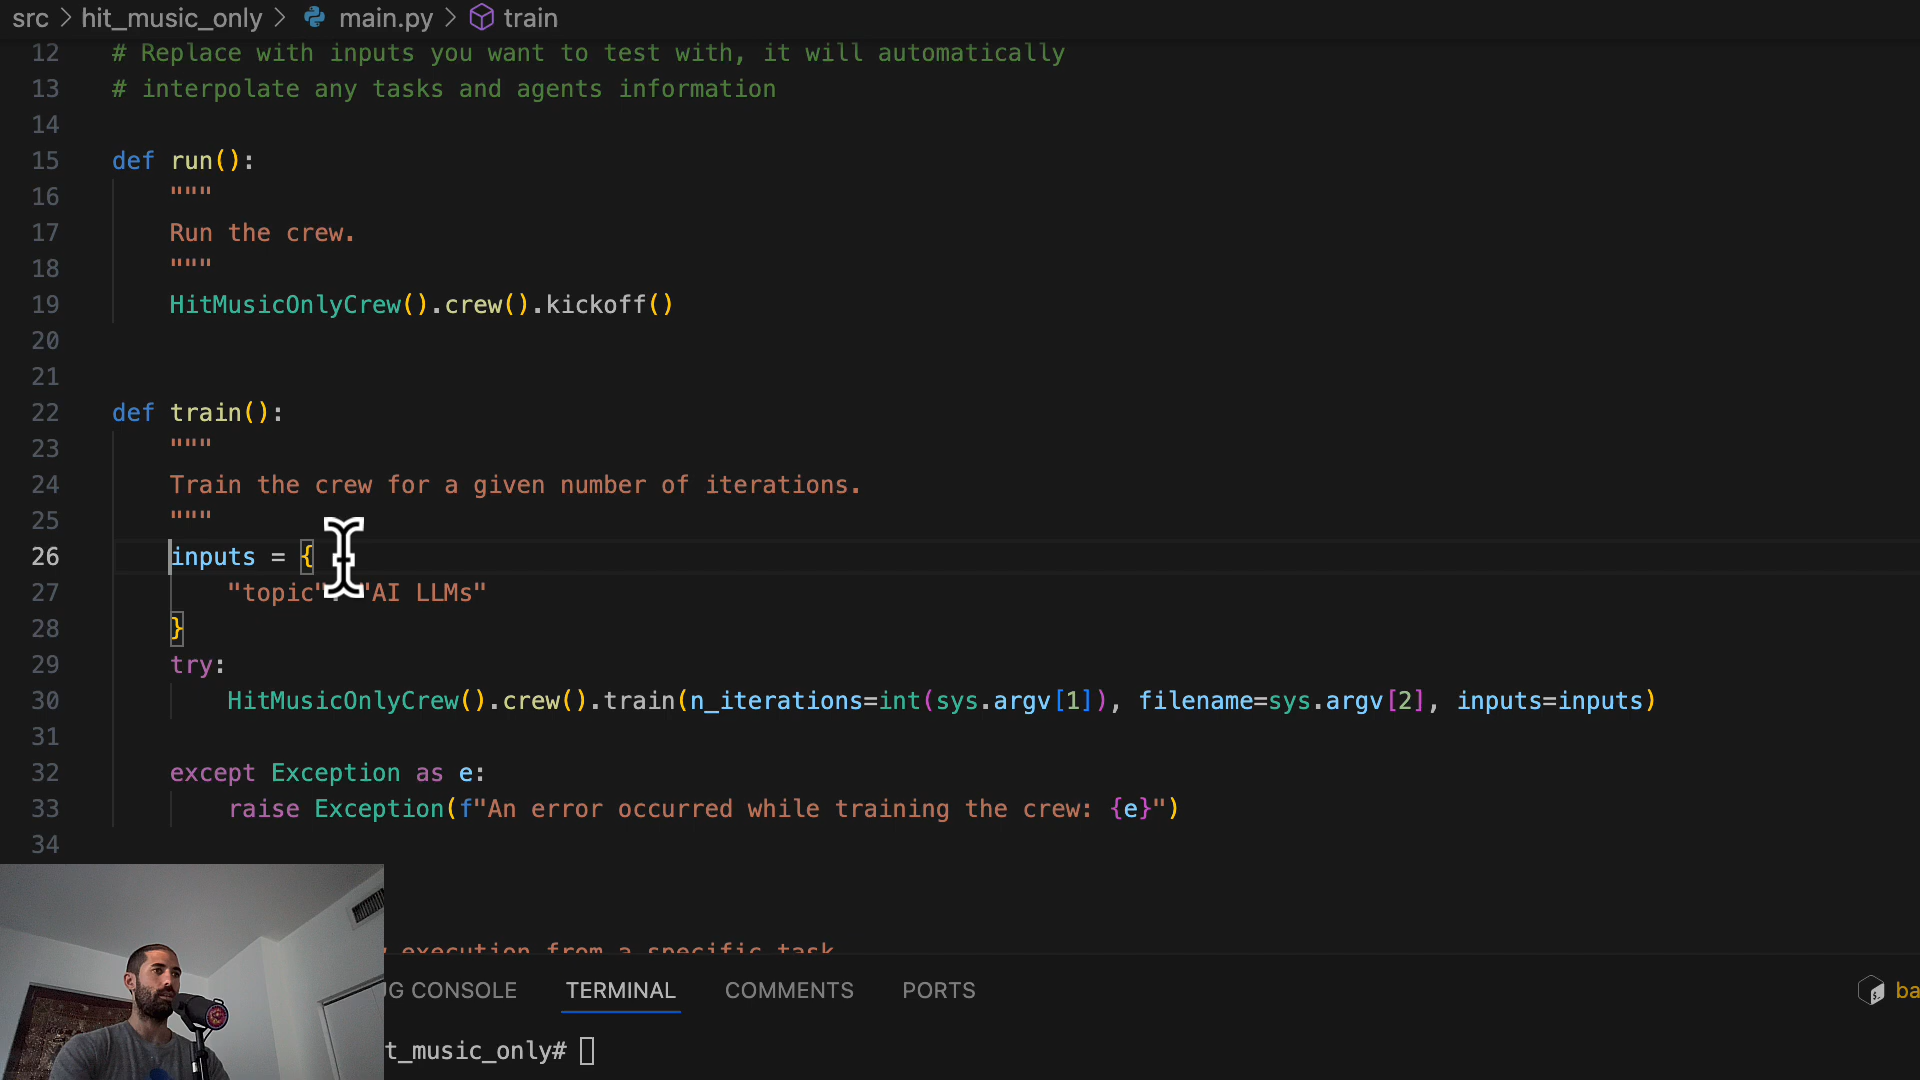 src > hit_music_only > main.py > train
12 # Replace with inputs you want to test with, it will automatically
13 # interpolate any tasks and agents information
14
15 def run():
16 """
17 Run the crew.
18 """
19 HitMusicOnlyCrew().crew().kickoff()
20
21
22 def train():
23 """
24 Train the crew for a given number of iterations.
25 """
26 inputs = {
27 "topic": "AI LLMs"
28 }
29 try:
30 HitMusicOnlyCrew().crew().train(n_iterations=int(sys.argv[1]), filename=sys.argv[2], inputs=inputs)
31
32 except Exception as e:
33 raise Exception(f"An error occurred while training the crew: {e}")
34
execution from a specific task
G CONSOLE TERMINAL COMMENTS PORTS ba
t_music_only#